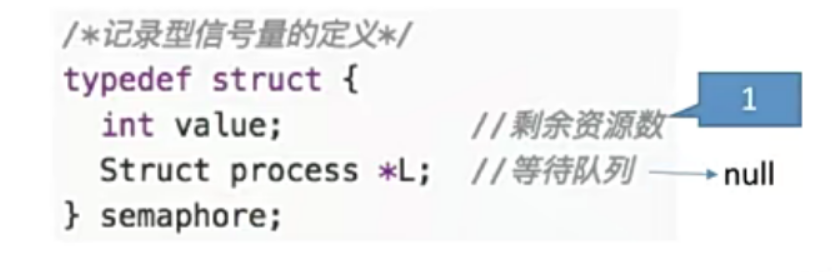 /*记录型信号量的定义*/
typedef struct {
int value; //剩余资源数 1
Struct process *L; //等待队列 null
} semaphore;